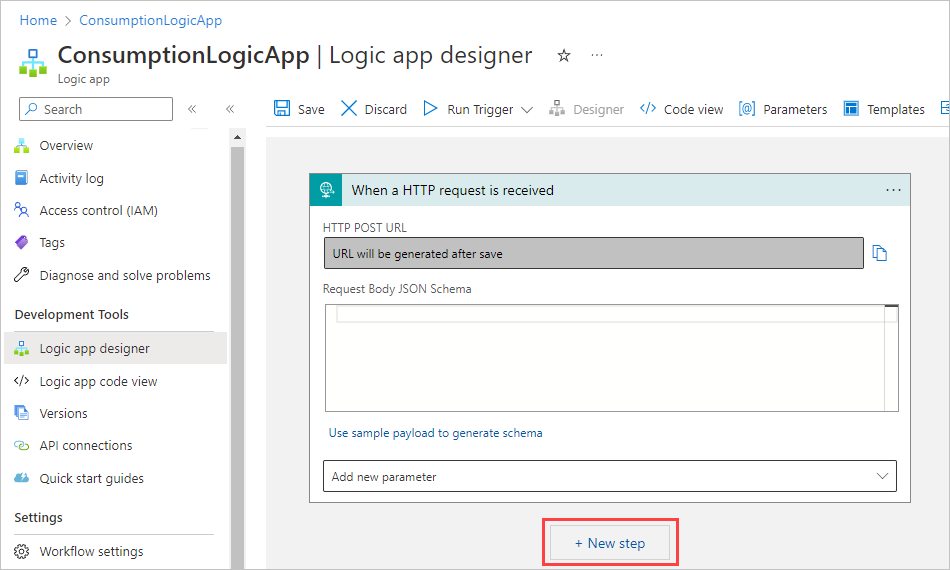 Home > ConsumptionLogicApp
ConsumptionLogicApp | Logic app designer ☆ ...
Logic app
Search « «
Save Discard Run Trigger Designer Code view Parameters Templates
Overview
Activity log
Access control (IAM)
Tags
Diagnose and solve problems
Development Tools
Logic app designer
Logic app code view
Versions
API connections
Quick start guides
Settings
Workflow settings
When a HTTP request is received ...
HTTP POST URL
URL will be generated after save
Request Body JSON Schema
Use sample payload to generate schema
Add new parameter
+ New step